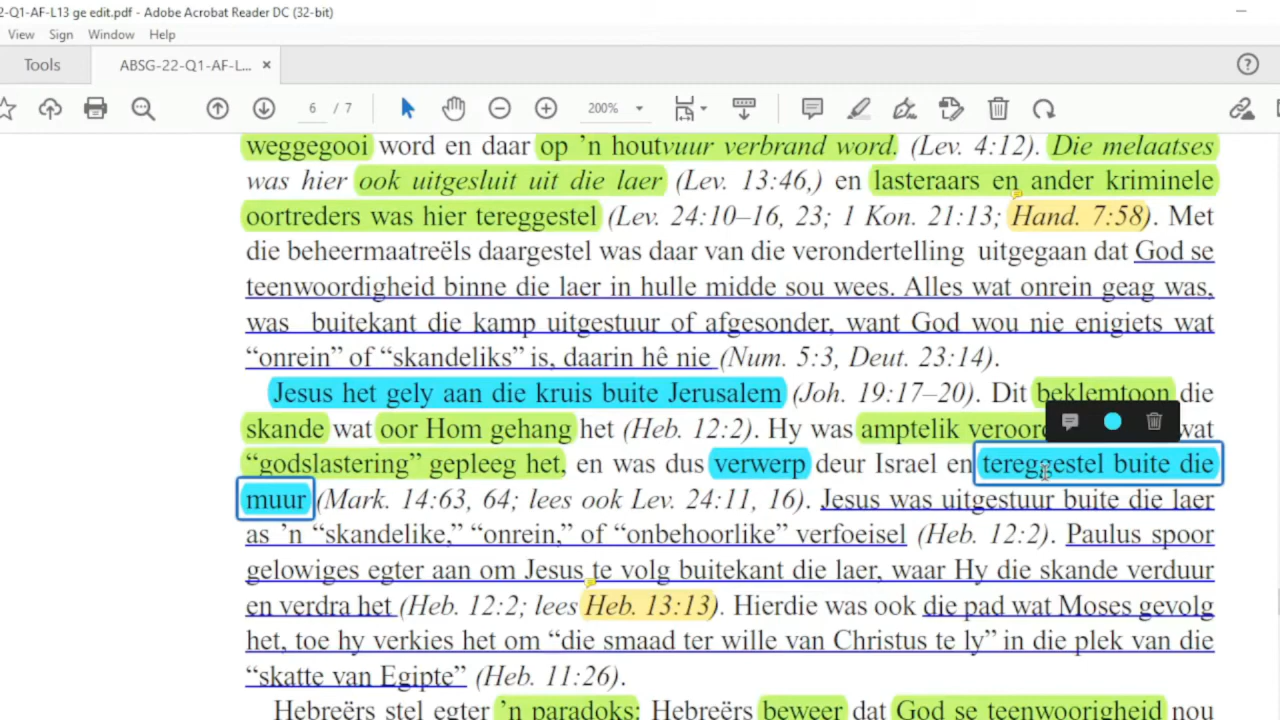 2-Q1-AF-L13 ge edit.pdf - Adobe Acrobat Reader DC (32-bit)
View Sign Window Help
Tools ABSG-22-Q1-AF-L... ×
6 / 7 200%
weggegooi word en daar op ’n houtvuur verbrand word. (Lev. 4:12). Die melaatses
was hier ook uitgesluit uit die laer (Lev. 13:46,) en lasteraars en ander kriminele
oortreders was hier tereggestel (Lev. 24:10–16, 23; 1 Kon. 21:13; Hand. 7:58). Met
die beheermaatreëls daargestel was daar van die verondertelling uitgegaan dat God se
teenwoordigheid binne die laer in hulle midde sou wees. Alles wat onrein geag was,
was buitekant die kamp uitgestuur of afgesonder, want God wou nie enigiets wat
“onrein” of “skandeliks” is, daarin hê nie (Num. 5:3, Deut. 23:14).
Jesus het gely aan die kruis buite Jerusalem (Joh. 19:17–20). Dit beklemtoon die
skande wat oor Hom gehang het (Heb. 12:2). Hy was amptelik wat
“godslastering” gepleeg het, en was dus verwerp deur Israel en tereggestel buite die
muur (Mark. 14:63, 64; lees ook Lev. 24:11, 16). Jesus was uitgestuur buite die laer
as ’n “skandelike,” “onrein,” of “onbehoorlike” verfoeisel (Heb. 12:2). Paulus spoor
gelowiges egter aan om Jesus te volg buitekant die laer, waar Hy die skande verduur
en verdra het (Heb. 12:2; lees Heb. 13:13). Hierdie was ook die pad wat Moses gevolg
het, toe hy verkies het om “die smaad ter wille van Christus te ly” in die plek van die
“skatte van Egipte” (Heb. 11:26).
Hebreërs stel egter ’n paradoks: Hebreërs beweer dat God se teenwoorigheid nou